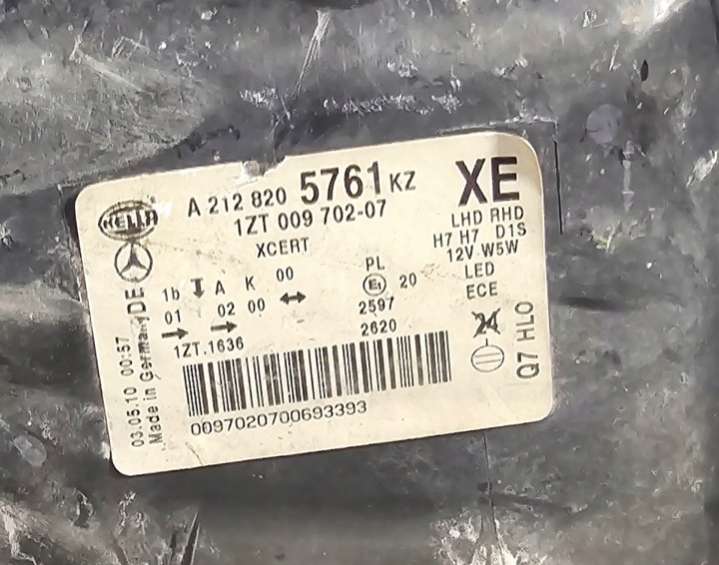 HELLA
A 212 820 5761 KZ
1ZT 009 702-07
XCERT
XE
LHD RHD
H7 H7 D1S
12V W5W
LED
ECE
1b A K 00
01 02 00
1ZT.1636
PL
E1 20
2597
2620
24
Q7 HLO
DE
03.05.10 00:57
Made in Germany
0097020700693393